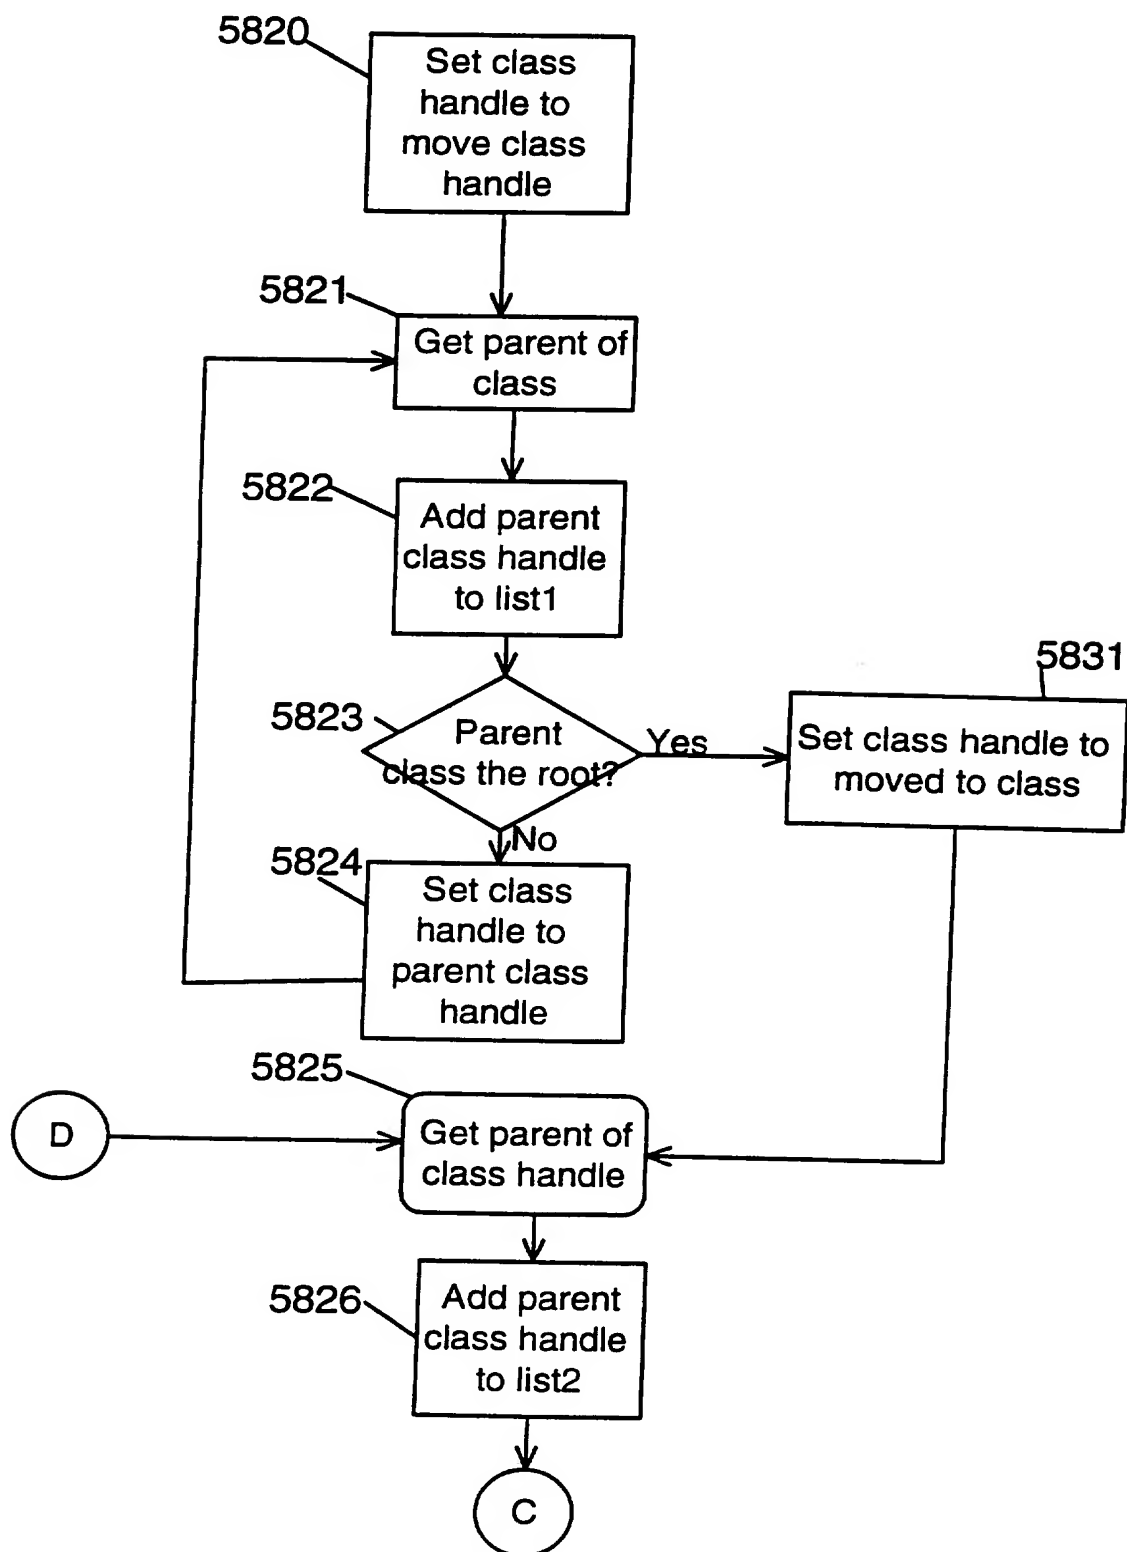 5820
Set class
handle to
move class
handle
5821
Get parent of
class
5822
Add parent
class handle
to list1
5823
Parent
class the root?
Yes
5831
Set class handle to
moved to class
No
5824
Set class
handle to
parent class
handle
5825
D
Get parent of
class handle
5826
Add parent
class handle
to list2
C